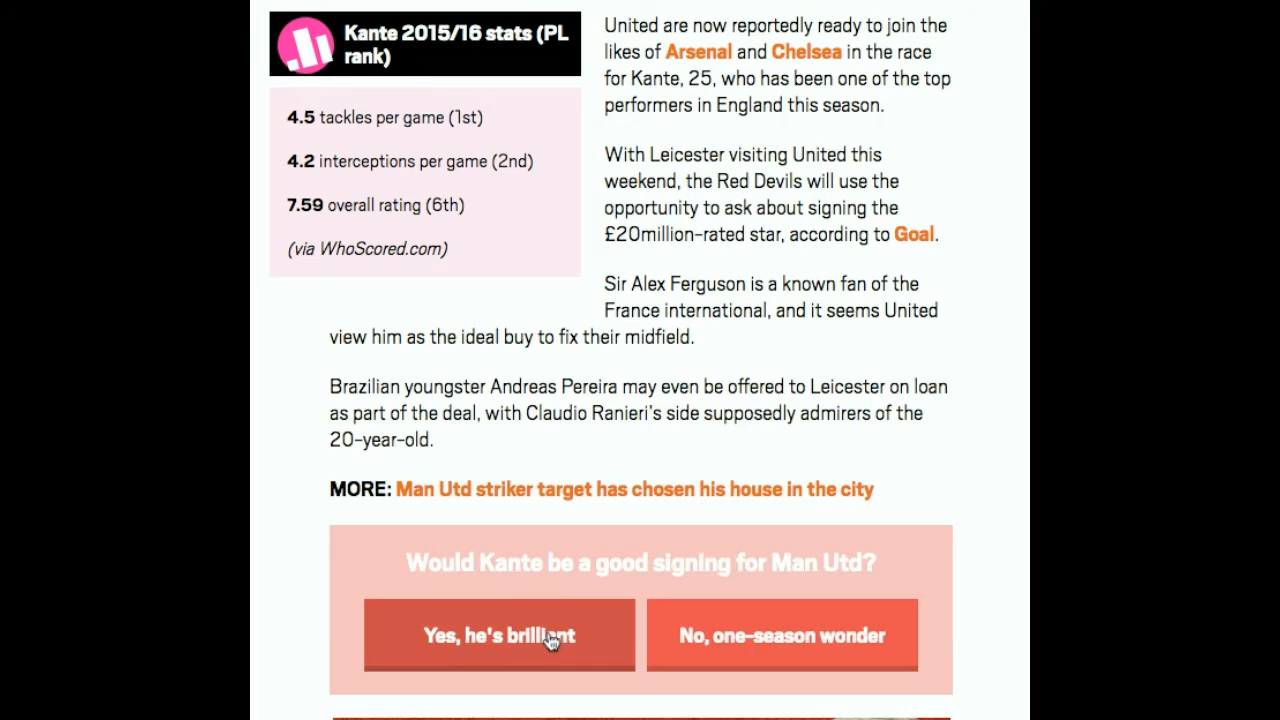 Kante 2015/16 stats (PL
rank)
4.5 tackles per game (1st)
4.2 interceptions per game (2nd)
7.59 overall rating (6th)
(via WhoScored.com)
United are now reportedly ready to join the
likes of Arsenal and Chelsea in the race
for Kante, 25, who has been one of the top
performers in England this season.
With Leicester visiting United this
weekend, the Red Devils will use the
opportunity to ask about signing the
£20million-rated star, according to Goal.
Sir Alex Ferguson is a known fan of the
France international, and it seems United
view him as the ideal buy to fix their midfield.
Brazilian youngster Andreas Pereira may even be offered to Leicester on loan
as part of the deal, with Claudio Ranieri's side supposedly admirers of the
20-year-old.
MORE: Man Utd striker target has chosen his house in the city
Would Kante be a good signing for Man Utd?
Yes, he's brilliant
No, one-season wonder